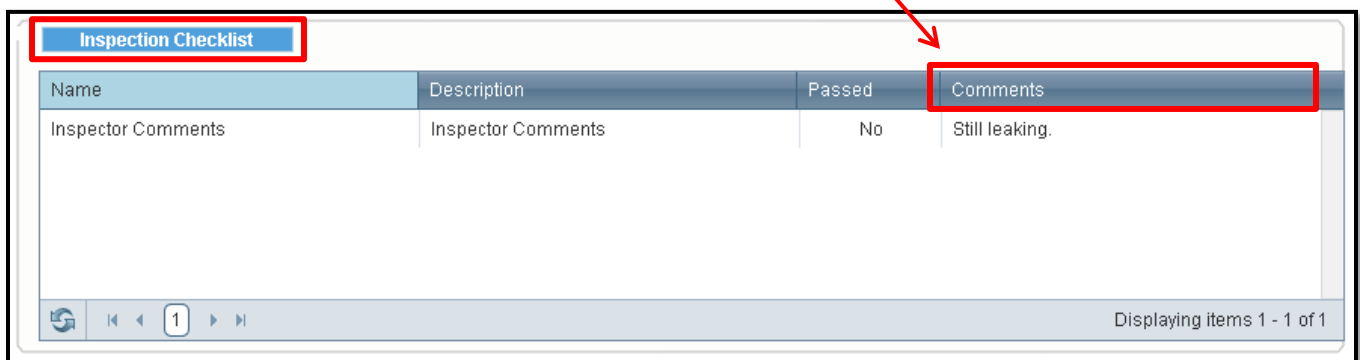 Inspection Checklist
Name Description Passed Comments
Inspector Comments Inspector Comments No Still leaking.
1 Displaying items 1 - 1 of 1